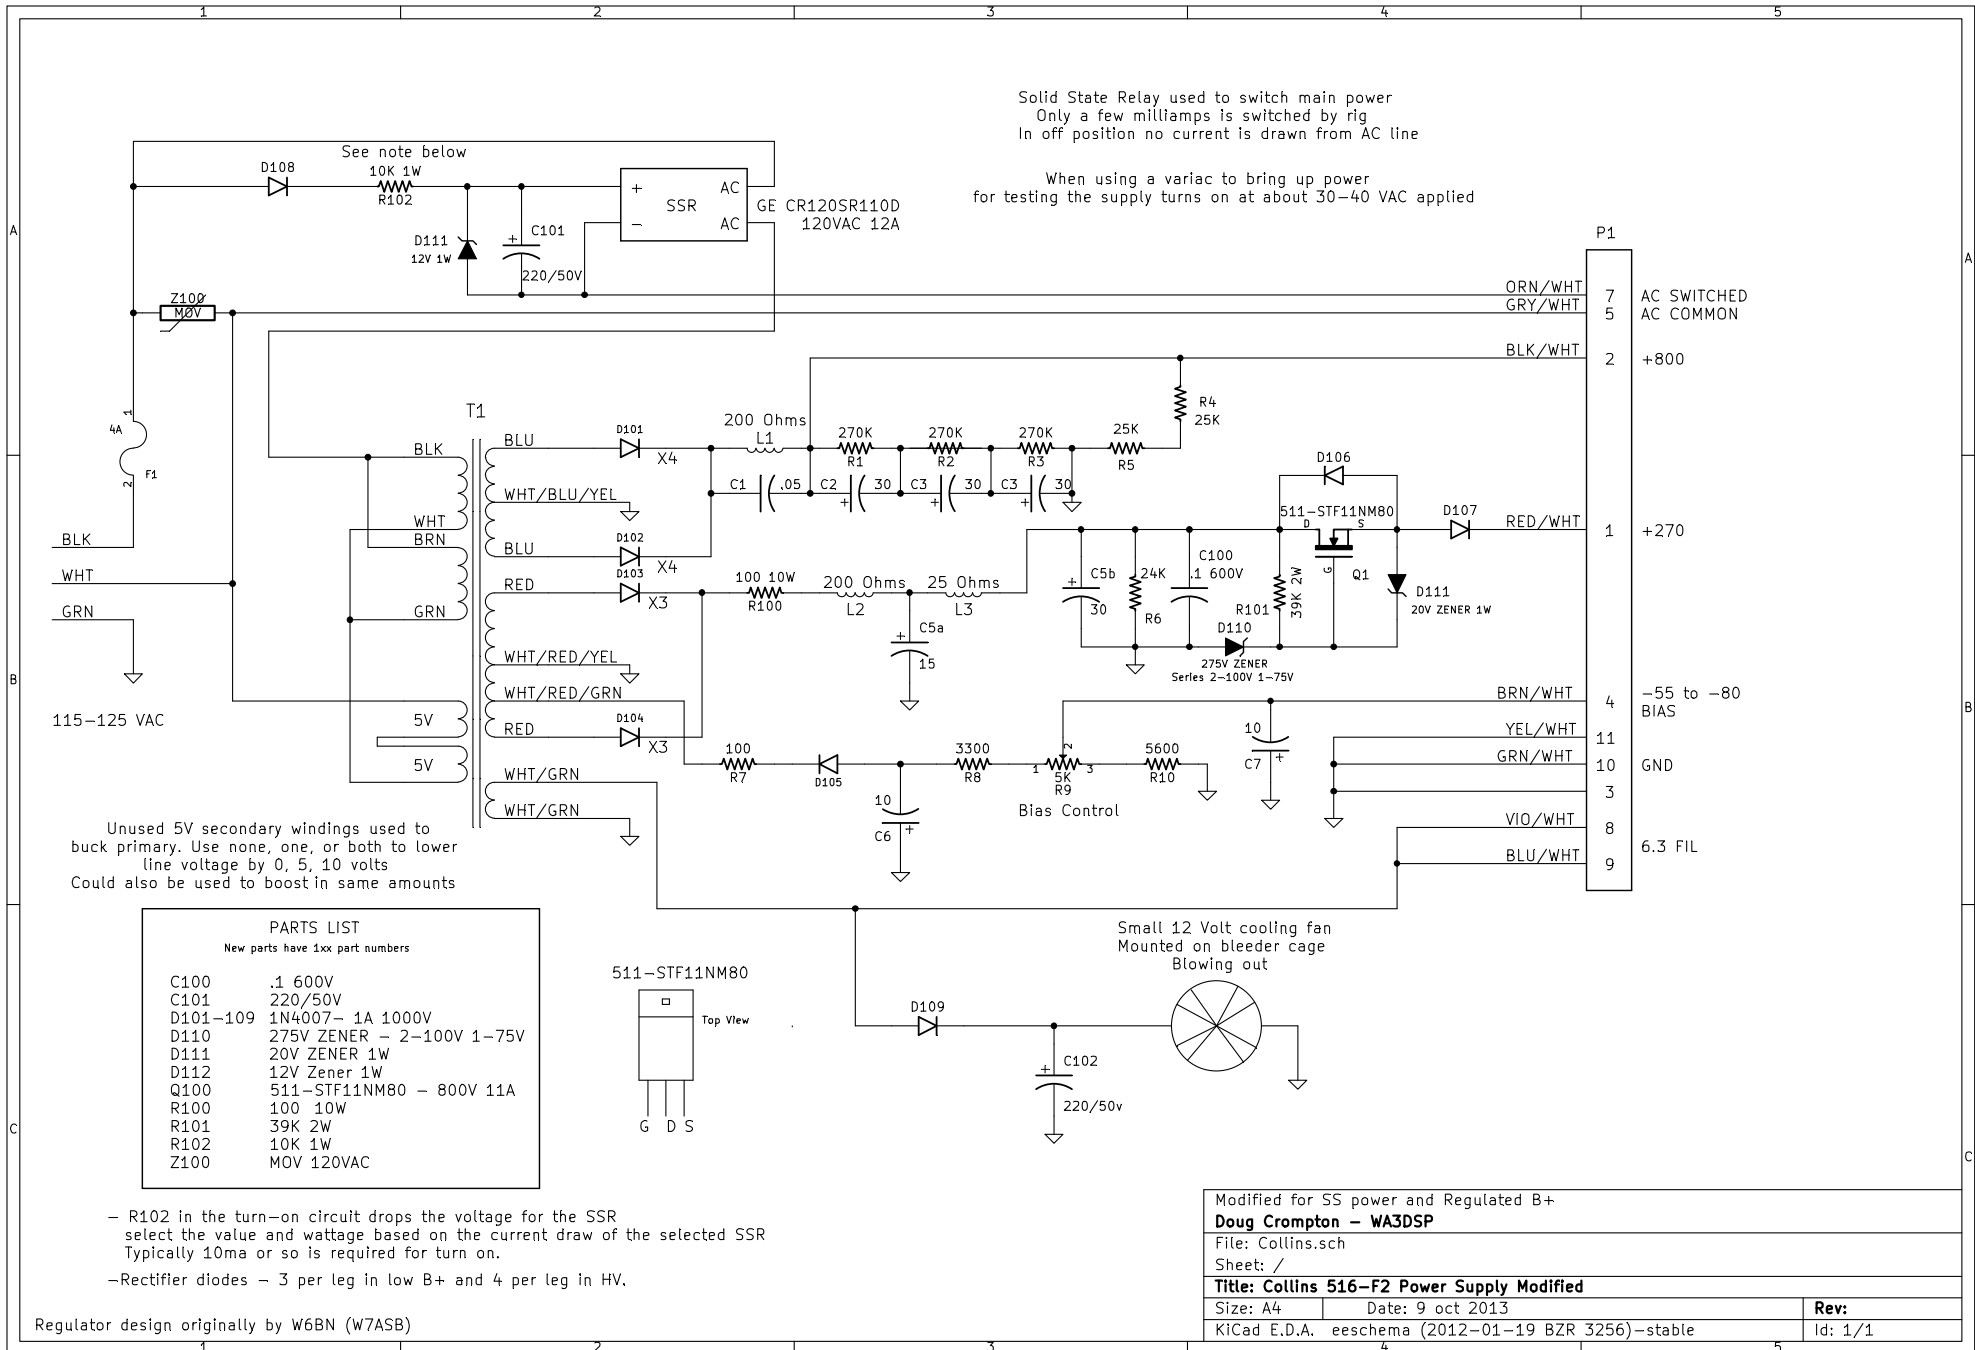 1 2 3 4 5
Solid State Relay used to switch main power
Only a few milliamps is switched by rig
In off position no current is drawn from AC line
When using a variac to bring up power
for testing the supply turns on at about 30-40 VAC applied
See note below
D108
10K 1W
R102
+
-
SSR
AC
AC
GE CR120SR110D
120VAC 12A
D111
12V 1W
+
C101
220/50V
A
A
Z100
MOV
P1
ORN/WHT 7 AC SWITCHED
GRY/WHT 5 AC COMMON
BLK/WHT 2 +800
R4
25K
T1
1
4A
F1
2
BLK
WHT
BRN
GRN
BLU
WHT/BLU/YEL
BLU
RED
WHT/RED/YEL
WHT/RED/GRN
RED
WHT/GRN
WHT/GRN
5V
5V
D101
X4
D102
X4
D103
X3
D104
X3
200 Ohms
L1
270K
R1
270K
R2
270K
R3
25K
R5
C1 .05
C2 30
+
C3 30
+
C3 30
+
D106
511-STF11NM80
D S
G
Q1
D107
RED/WHT 1 +270
BLK
WHT
GRN
115-125 VAC
100 10W
R100
200 Ohms
L2
25 Ohms
L3
+
C5a
15
+
C5b
30
24K
R6
C100
.1 600V
R101
39K 2W
D110
275V ZENER
Series 2-100V 1-75V
D111
20V ZENER 1W
B
B
BRN/WHT 4 -55 to -80
BIAS
YEL/WHT 11
GRN/WHT 10 GND
3
VIO/WHT 8
6.3 FIL
BLU/WHT 9
100
R7
D105
3300
R8
2
1 3
5K
R9
Bias Control
5600
R10
10
C6
+
10
C7
+
Unused 5V secondary windings used to
buck primary. Use none, one, or both to lower
line voltage by 0, 5, 10 volts
Could also be used to boost in same amounts
PARTS LIST
New parts have 1xx part numbers
C100 .1 600V
C101 220/50V
D101-109 1N4007- 1A 1000V
D110 275V ZENER - 2-100V 1-75V
D111 20V ZENER 1W
D112 12V Zener 1W
Q100 511-STF11NM80 - 800V 11A
R100 100 10W
R101 39K 2W
R102 10K 1W
Z100 MOV 120VAC
511-STF11NM80
Top View
G D S
Small 12 Volt cooling fan
Mounted on bleeder cage
Blowing out
D109
+
C102
220/50v
C
C
- R102 in the turn-on circuit drops the voltage for the SSR
select the value and wattage based on the current draw of the selected SSR
Typically 10ma or so is required for turn on.
-Rectifier diodes - 3 per leg in low B+ and 4 per leg in HV.
Regulator design originally by W6BN (W7ASB)
Modified for SS power and Regulated B+
Doug Crompton - WA3DSP
File: Collins.sch
Sheet: /
Title: Collins 516-F2 Power Supply Modified
Size: A4 Date: 9 oct 2013 Rev:
KiCad E.D.A. eeschema (2012-01-19 BZR 3256)-stable Id: 1/1
1 2 3 4 5